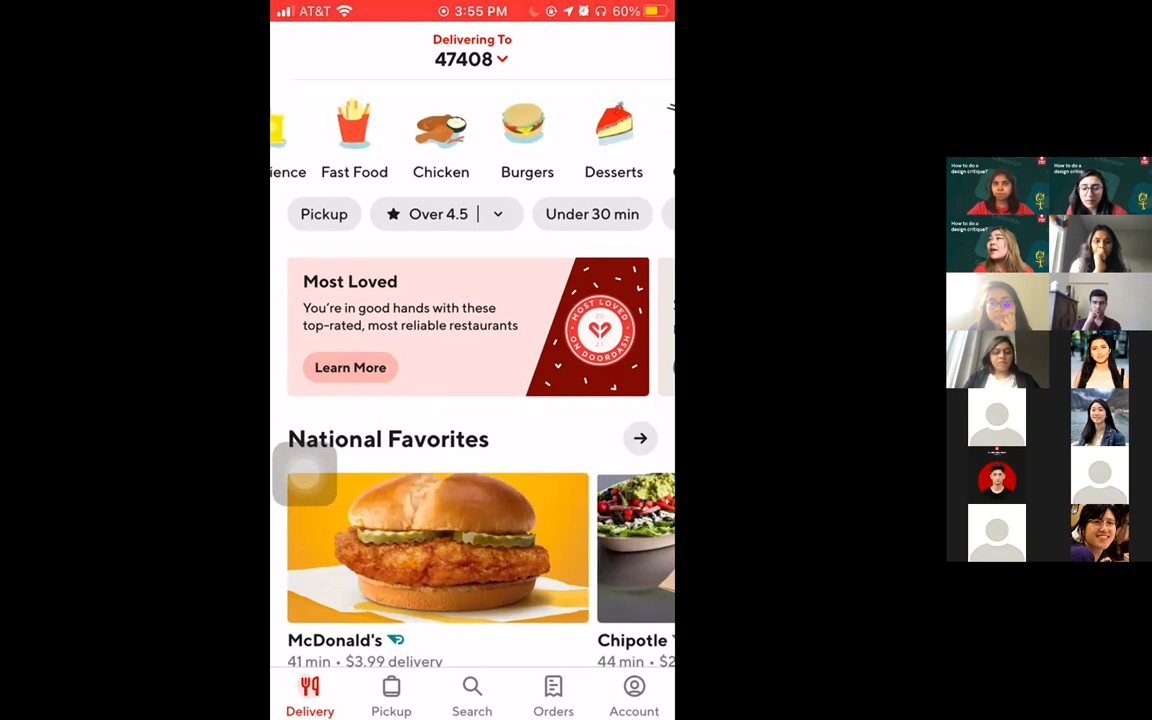 AT&T
3:55 PM
60%
Delivering To
47408
ience
Fast Food
Chicken
Burgers
Desserts
Pickup
Over 4.5
Under 30 min
Most Loved
You're in good hands with these
top-rated, most reliable restaurants
Learn More
MOST LOVED
20
21
ON DOORDASH
National Favorites
McDonald's
41 min • $3.99 delivery
Chipotle
44 min • $2
Delivery
Pickup
Search
Orders
Account
How to do a
design critique?
How to do a
design critique?
How to do a
design critique?